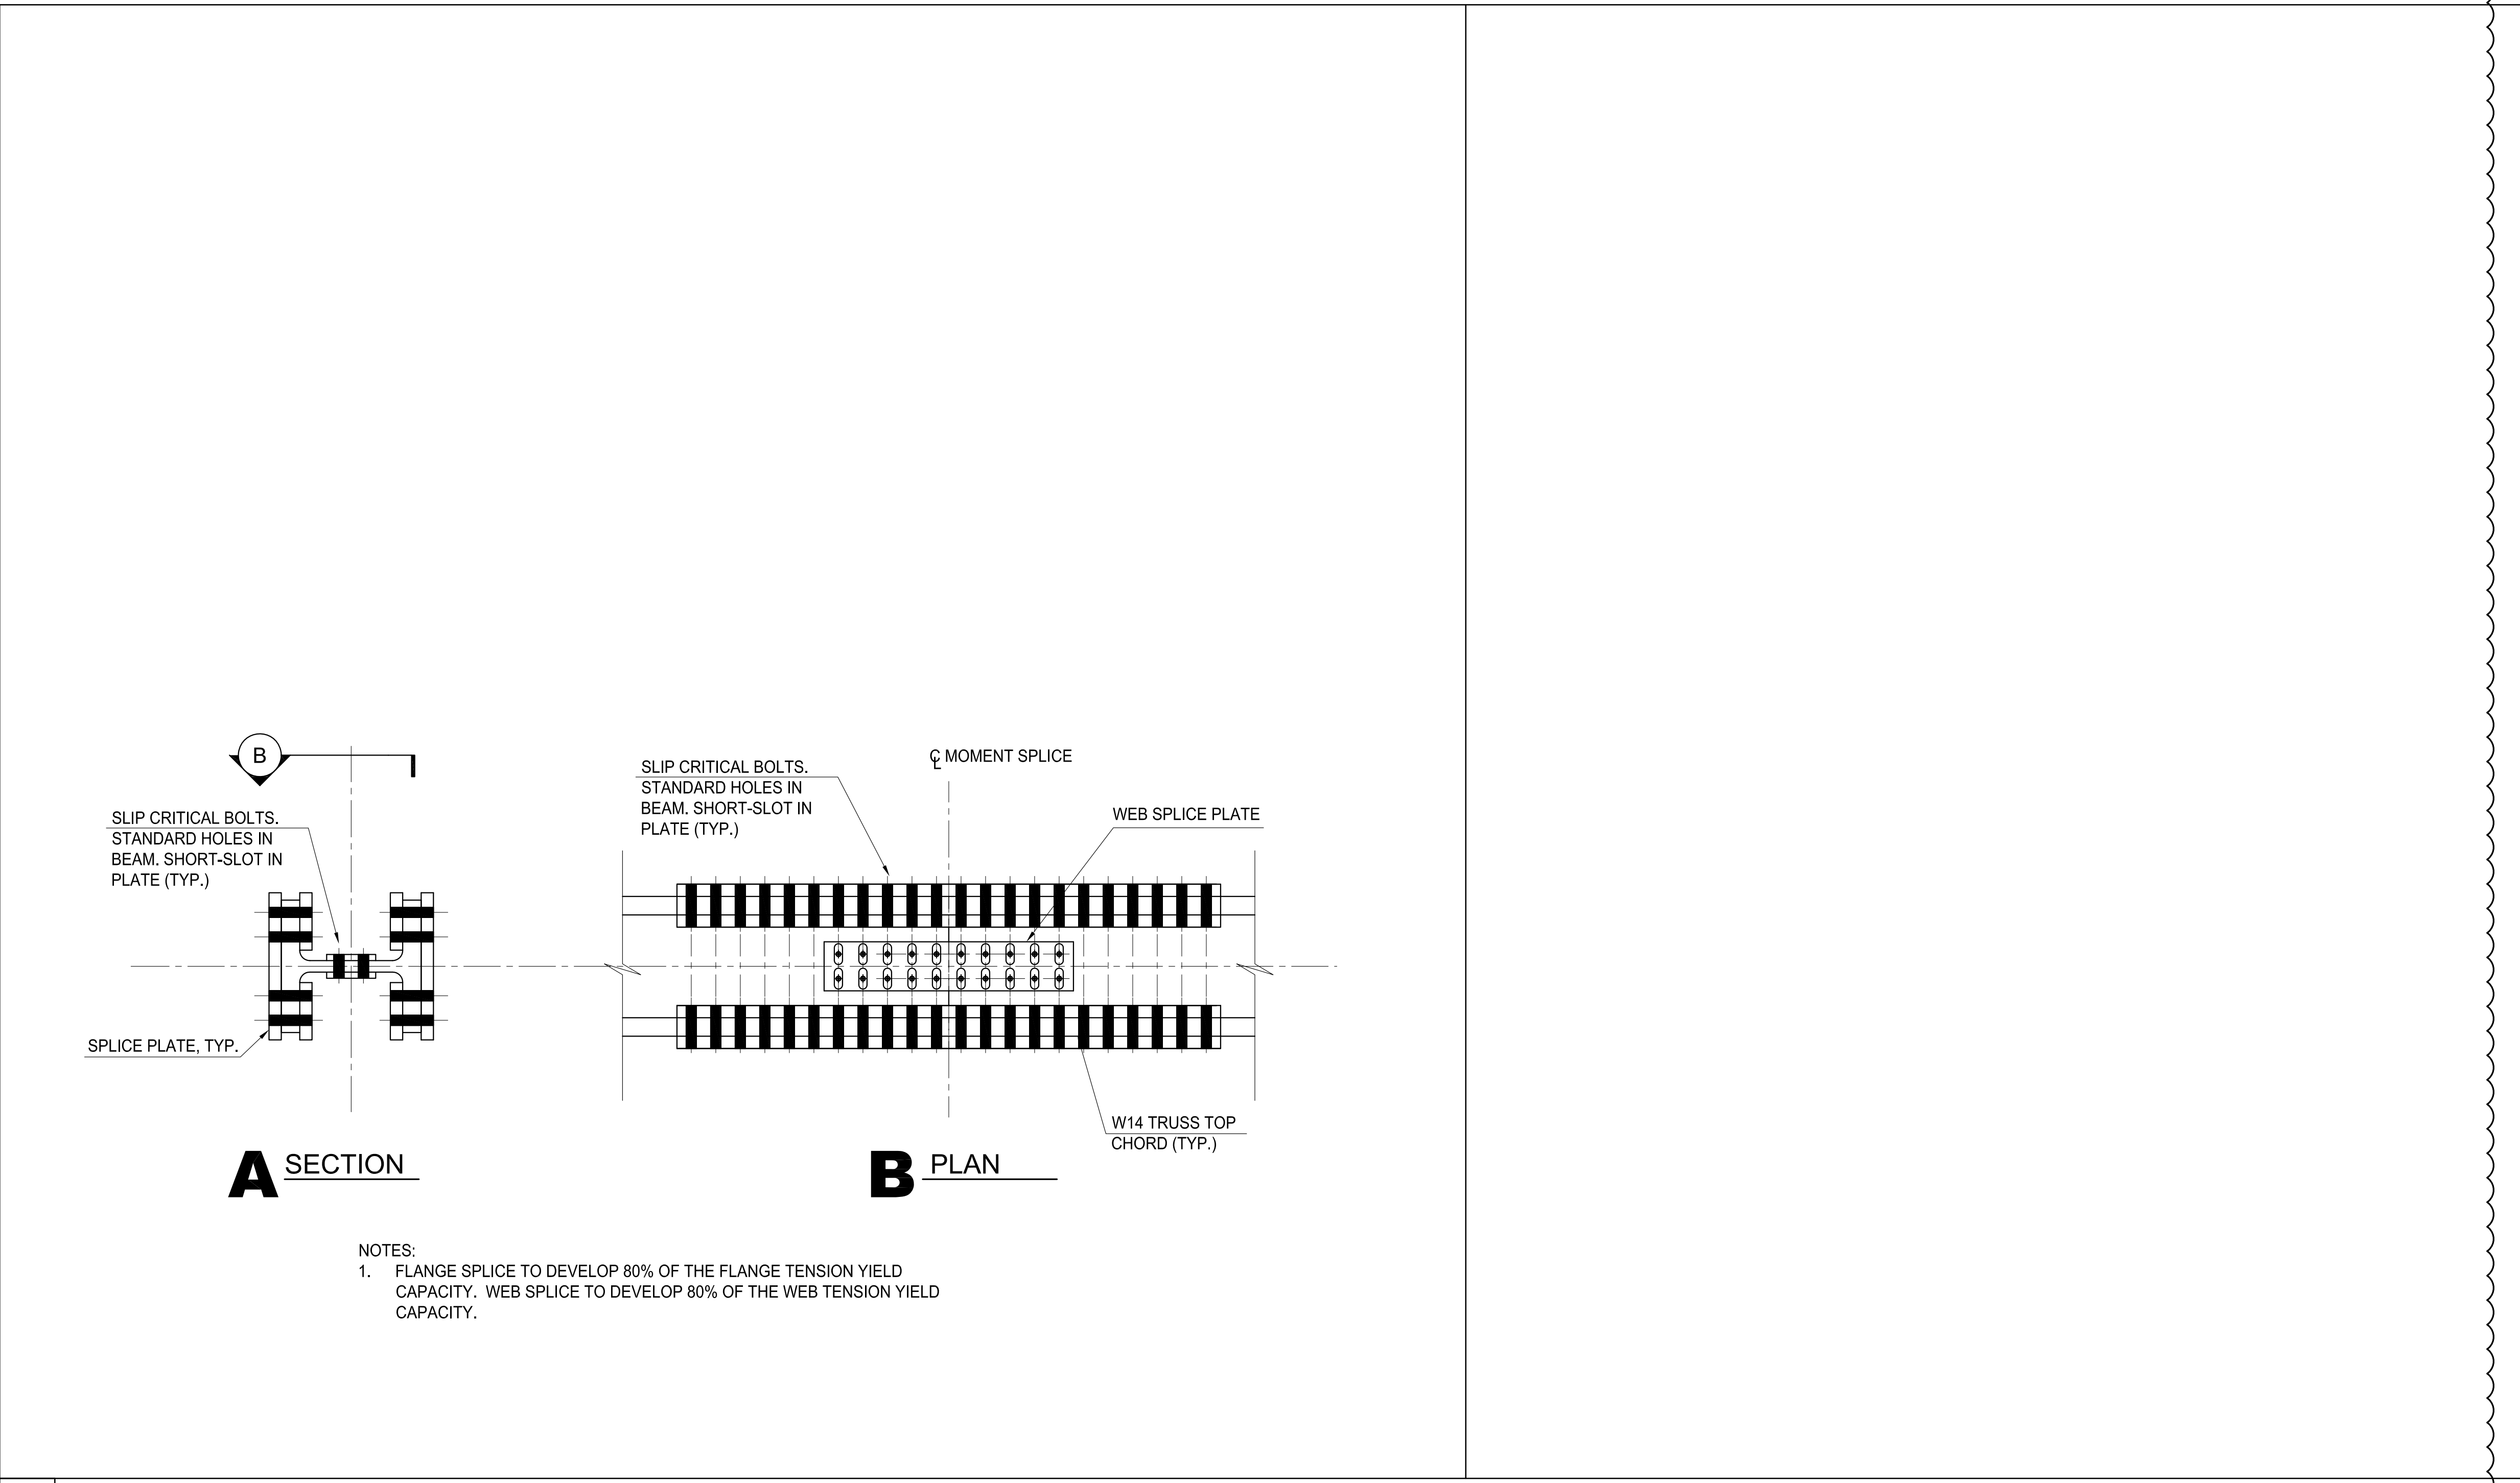 B
SLIP CRITICAL BOLTS.
STANDARD HOLES IN
BEAM. SHORT-SLOT IN
PLATE (TYP.)
SPLICE PLATE, TYP.
A SECTION
℄ MOMENT SPLICE
SLIP CRITICAL BOLTS.
STANDARD HOLES IN
BEAM. SHORT-SLOT IN
PLATE (TYP.)
WEB SPLICE PLATE
W14 TRUSS TOP
CHORD (TYP.)
B PLAN
NOTES:
1. FLANGE SPLICE TO DEVELOP 80% OF THE FLANGE TENSION YIELD
CAPACITY. WEB SPLICE TO DEVELOP 80% OF THE WEB TENSION YIELD
CAPACITY.